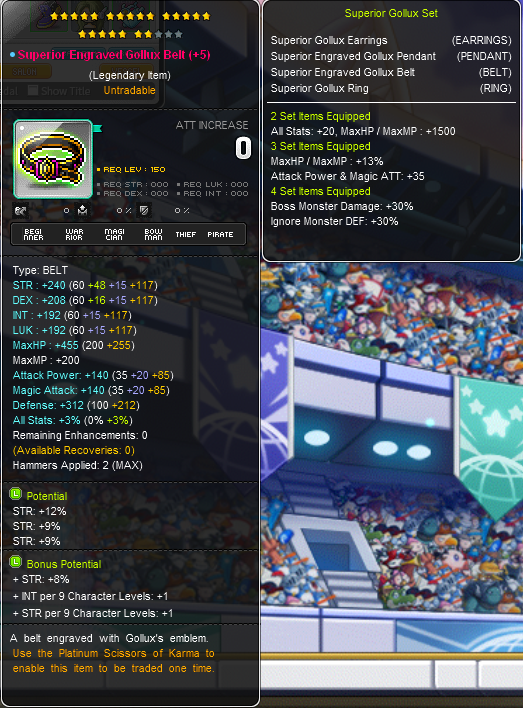 Superior Engraved Gollux Belt (+5)
(Legendary Item)
Untradable
Show Title
ATT INCREASE
0
REQ LEV : 150
REQ STR : 000
REQ LUK : 000
REQ DEX : 000
REQ INT : 000
0
0 %
0 %
BEGINNER WARRIOR MAGICIAN BOWMAN THIEF PIRATE
Type: BELT
STR : +240 (60 +48 +15 +117)
DEX : +208 (60 +16 +15 +117)
INT : +192 (60 +15 +117)
LUK : +192 (60 +15 +117)
MaxHP : +455 (200 +255)
MaxMP : +200
Attack Power: +140 (35 +20 +85)
Magic Attack: +140 (35 +20 +85)
Defense: +312 (100 +212)
All Stats: +3% (0% +3%)
Remaining Enhancements: 0
(Available Recoveries: 0)
Hammers Applied: 2 (MAX)
L Potential
STR: +12%
STR: +9%
STR: +9%
L Bonus Potential
+ STR: +8%
+ INT per 9 Character Levels: +1
+ STR per 9 Character Levels: +1
A belt engraved with Gollux's emblem.
Use the Platinum Scissors of Karma to
enable this item to be traded one time.
Superior Gollux Set
Superior Gollux Earrings (EARRINGS)
Superior Engraved Gollux Pendant (PENDANT)
Superior Engraved Gollux Belt (BELT)
Superior Gollux Ring (RING)
2 Set Items Equipped
All Stats: +20, MaxHP / MaxMP : +1500
3 Set Items Equipped
MaxHP / MaxMP : +13%
Attack Power & Magic ATT: +35
4 Set Items Equipped
Boss Monster Damage: +30%
Ignore Monster DEF: +30%